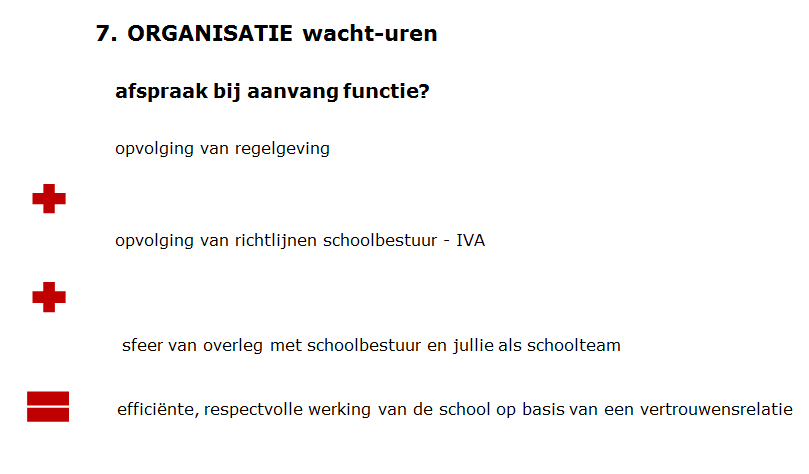 7. ORGANISATIE wacht-uren
afspraak bij aanvang functie?
opvolging van regelgeving
opvolging van richtlijnen schoolbestuur - IVA
sfeer van overleg met schoolbestuur en jullie als schoolteam
efficiënte, respectvolle werking van de school op basis van een vertrouwensrelatie